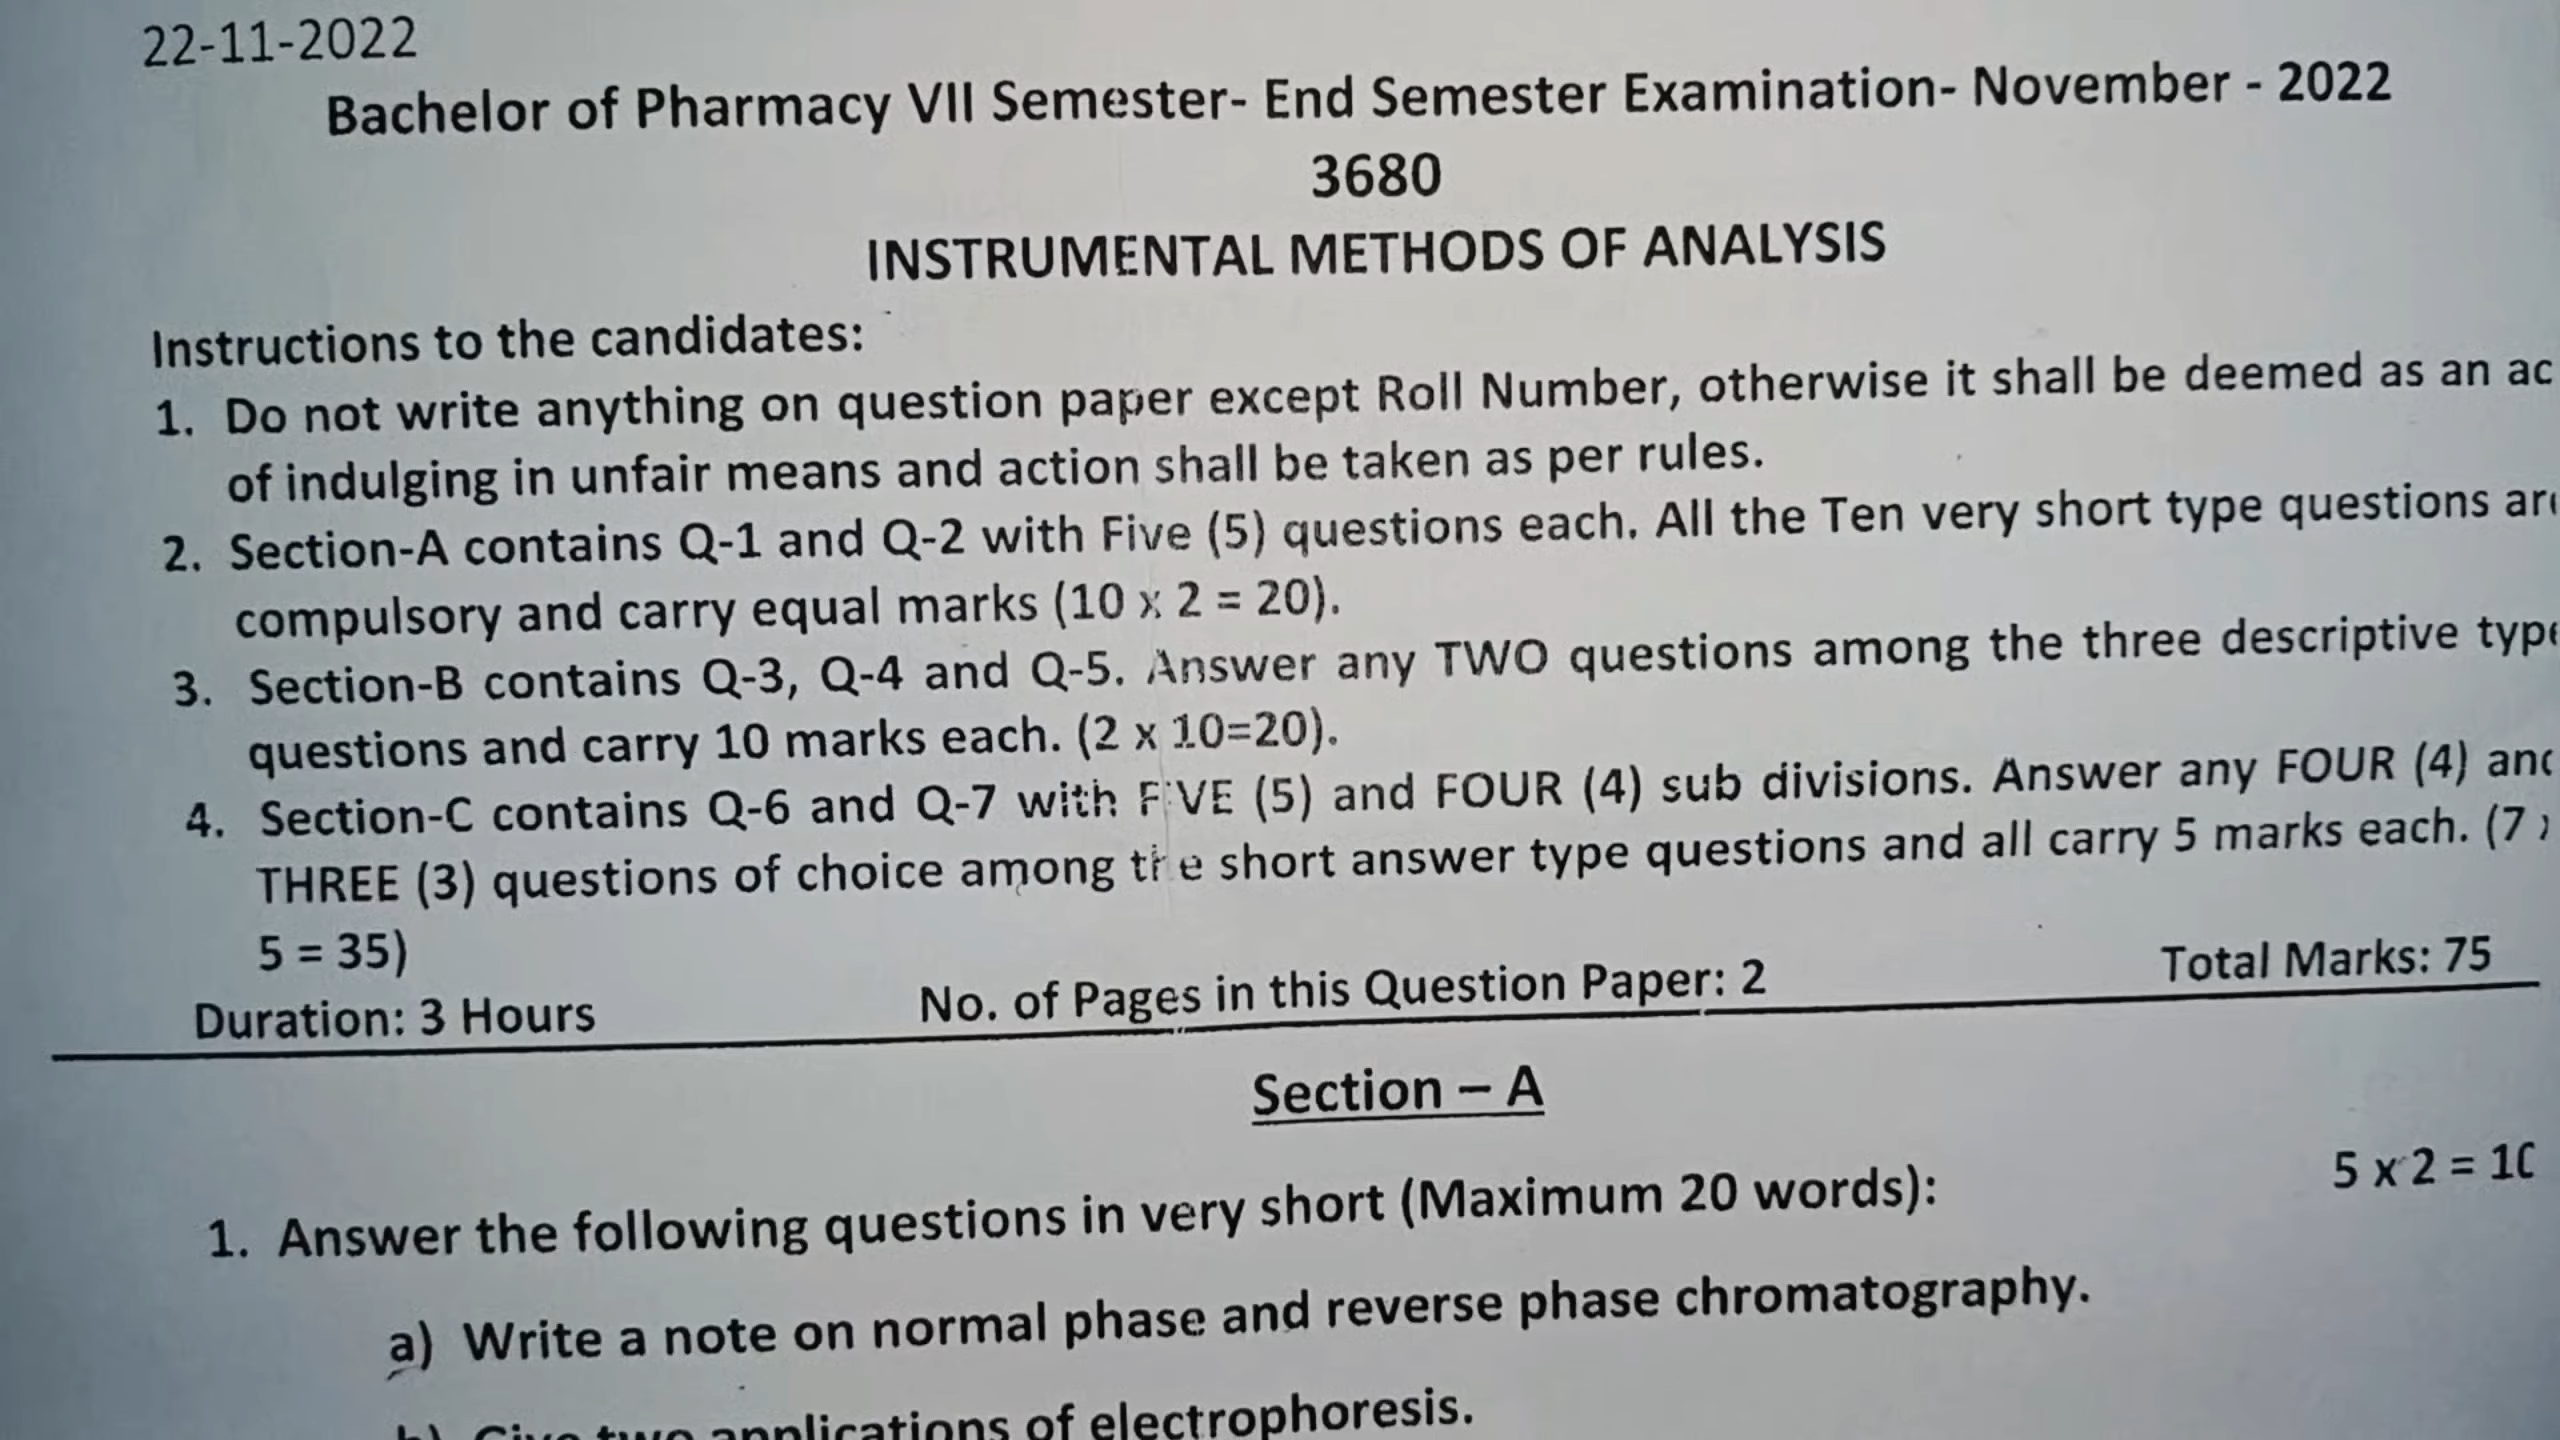 22-11-2022
Bachelor of Pharmacy VII Semester- End Semester Examination- November - 2022
3680
INSTRUMENTAL METHODS OF ANALYSIS
Instructions to the candidates:
1. Do not write anything on question paper except Roll Number, otherwise it shall be deemed as an
of indulging in unfair means and action shall be taken as per rules.
2. Section-A contains Q-1 and Q-2 with Five (5) questions each. All the Ten very short type questions
compulsory and carry equal marks (10 x 2 = 20).
3. Section-B contains Q-3, Q-4 and Q-5. Answer any TWO questions among the three descriptive
questions and carry 10 marks each. (2 x 10=20).
4. Section-C contains Q-6 and Q-7 with FIVE (5) and FOUR (4) sub divisions. Answer any FOUR (4)
THREE (3) questions of choice among the short answer type questions and all carry 5 marks each. (7
5 = 35)
Duration: 3 Hours No. of Pages in this Question Paper: 2 Total Marks: 75
Section – A
1. Answer the following questions in very short (Maximum 20 words): 5 x 2 = 10
a) Write a note on normal phase and reverse phase chromatography.
b) Give two applications of electrophoresis.